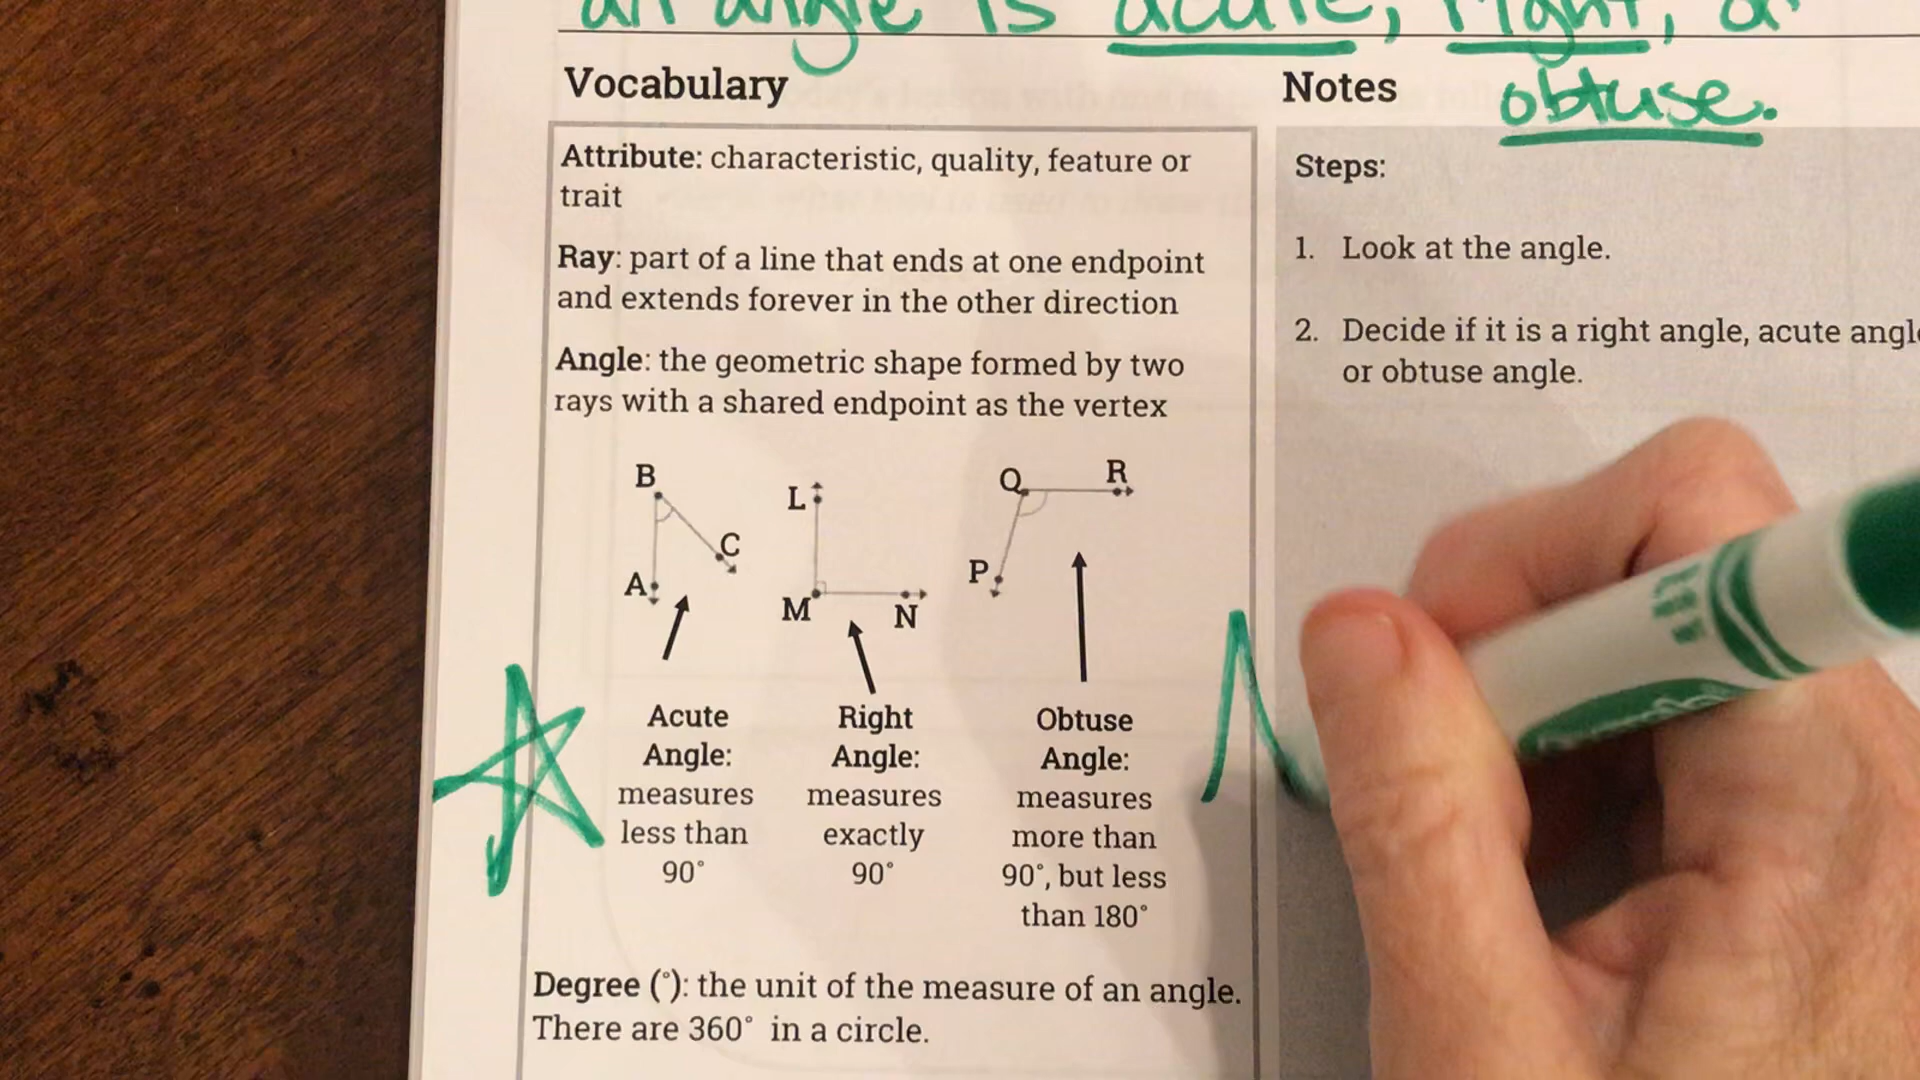 an angle is acute, right, or
obtuse.
Vocabulary
Attribute: characteristic, quality, feature or
trait
Ray: part of a line that ends at one endpoint
and extends forever in the other direction
Angle: the geometric shape formed by two
rays with a shared endpoint as the vertex
B
C
A
L
M
N
Q
R
P
Acute
Angle:
measures
less than
90°
Right
Angle:
measures
exactly
90°
Obtuse
Angle:
measures
more than
90°, but less
than 180°
Degree (°): the unit of the measure of an angle.
There are 360° in a circle.
Notes
Steps:
1. Look at the angle.
2. Decide if it is a right angle, acute angle
or obtuse angle.